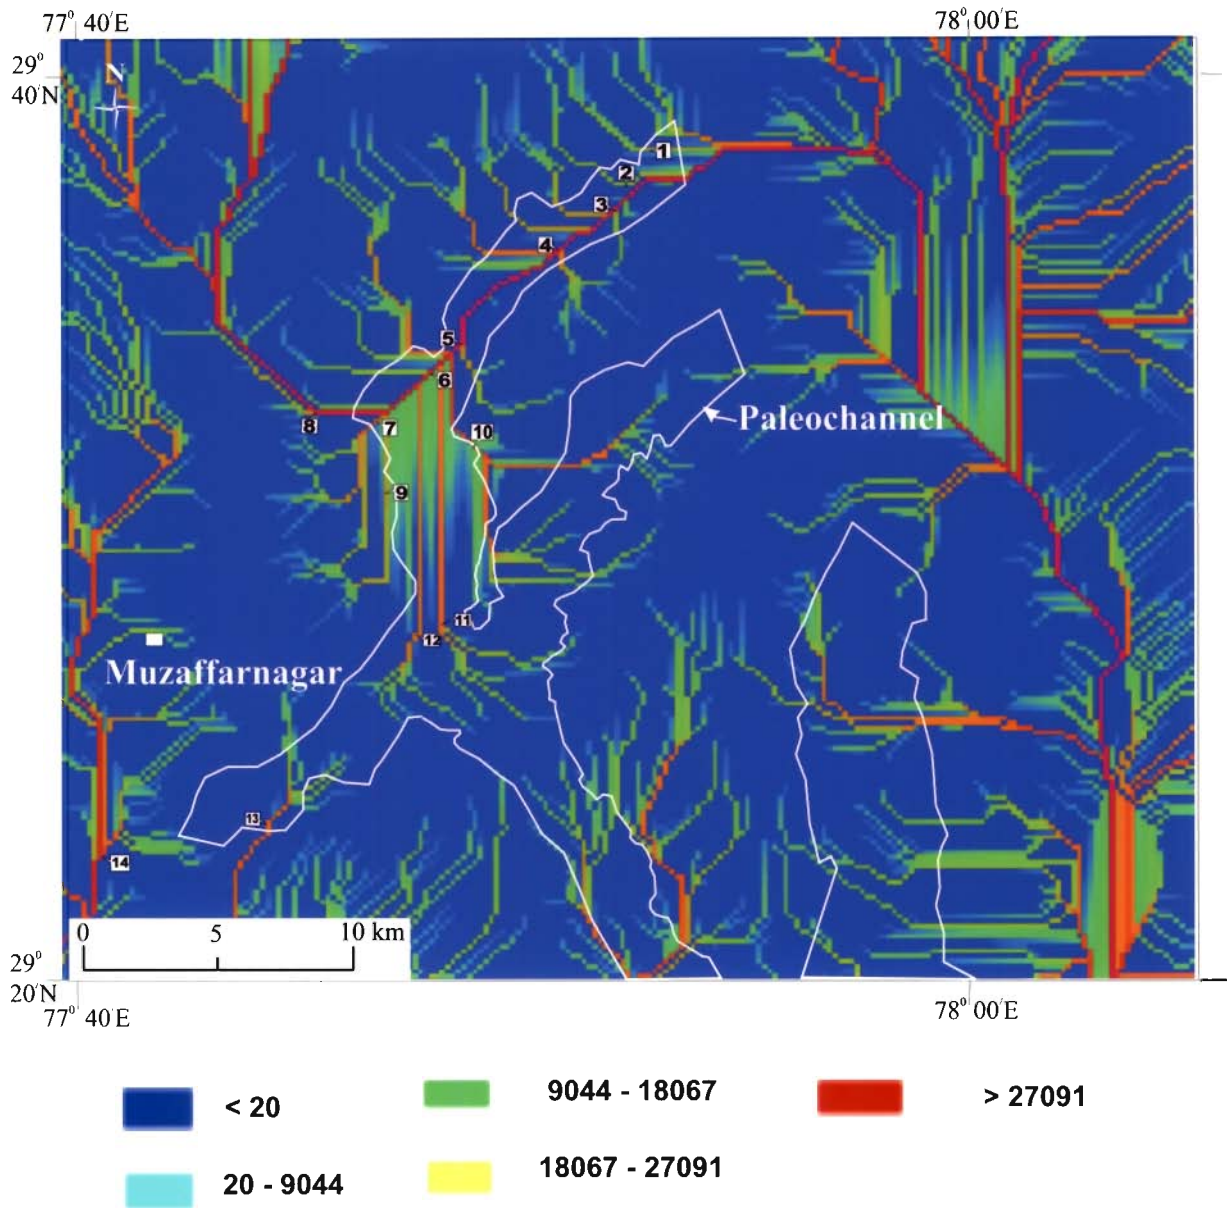 77° 40′E
78° 00′E
29°
40′N
N
1
2
3
4
5
6
7
8
9
10
11
12
13
14
Paleochannel
Muzaffarnagar
0 5 10 km
29°
20′N
77° 40′E
78° 00′E
< 20
9044 - 18067
> 27091
20 - 9044
18067 - 27091